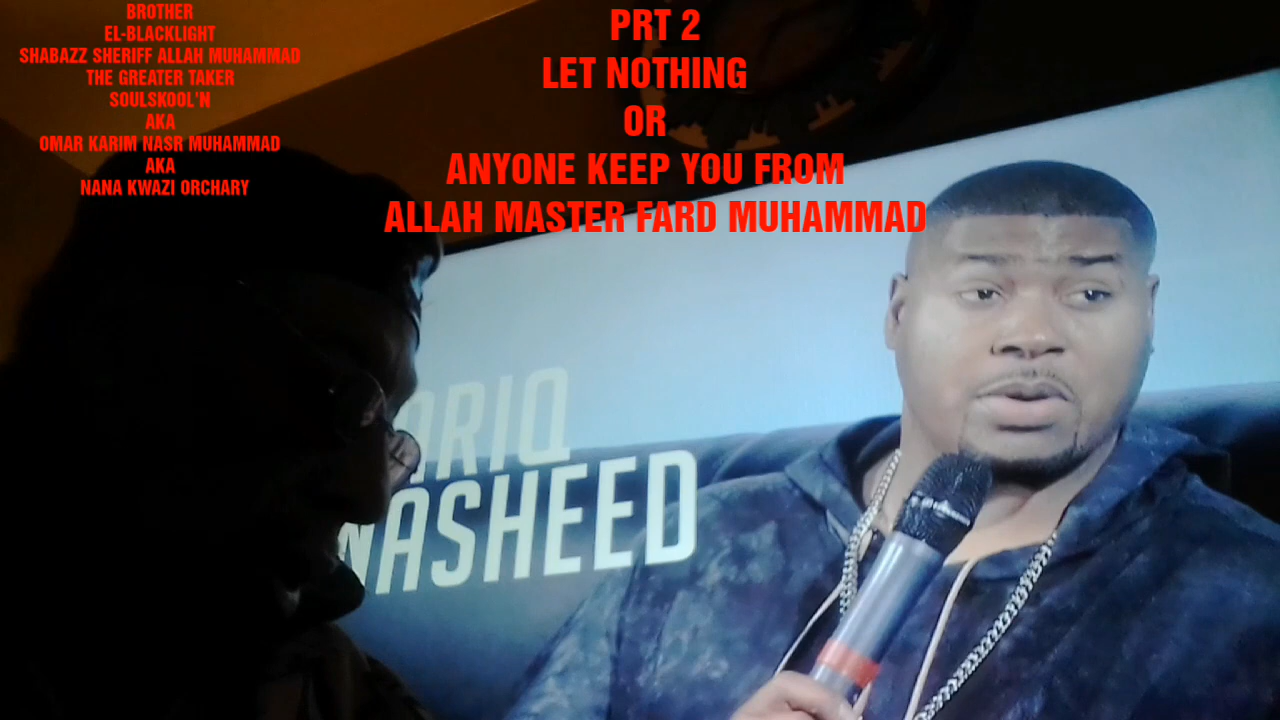 BROTHER
EL-BLACKLIGHT
SHABAZZ SHERIFF ALLAH MUHAMMAD
THE GREATER TAKER
SOULSKOOL'N
AKA
OMAR KARIM NASR MUHAMMAD
AKA
NANA KWAZI ORCHARY
PRT 2
LET NOTHING
OR
ANYONE KEEP YOU FROM
ALLAH MASTER FARD MUHAMMAD
ARIQ
NASHEED